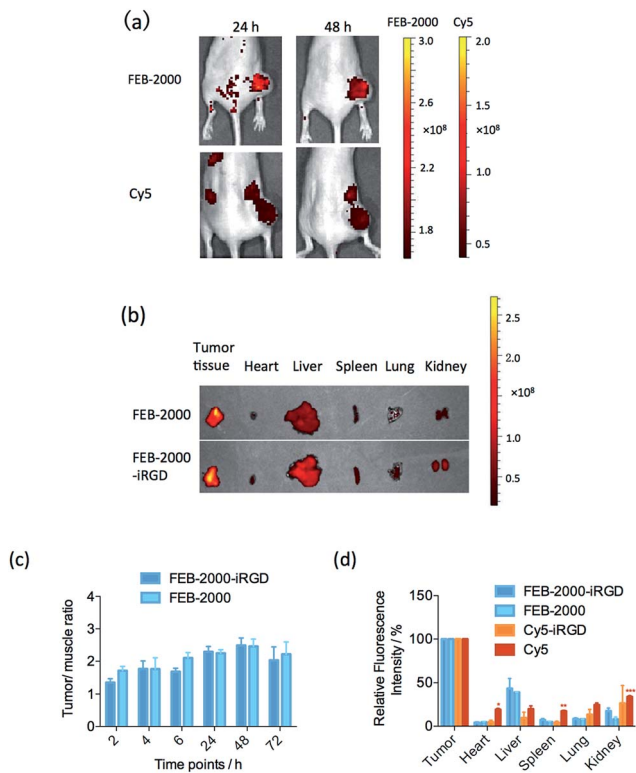 (a)
24 h
48 h
FEB-2000
Cy5
FEB-2000
Cy5
3.0
2.6
×10⁸
2.2
1.8
2.0
1.5
×10⁸
1.0
0.5
(b)
Tumor
tissue
Heart
Liver
Spleen
Lung
Kidney
FEB-2000
FEB-2000
-iRGD
2.5
2.0
×10⁸
1.5
1.0
0.5
(c)
FEB-2000-iRGD
FEB-2000
Tumor/ muscle ratio
4
3
2
1
0
2
4
6
24
48
72
Time points / h
(d)
FEB-2000-iRGD
FEB-2000
Cy5-iRGD
Cy5
Relative Fluorescence
Intensity / %
150
100
50
0
*
**
***
Tumor
Heart
Liver
Spleen
Lung
Kidney